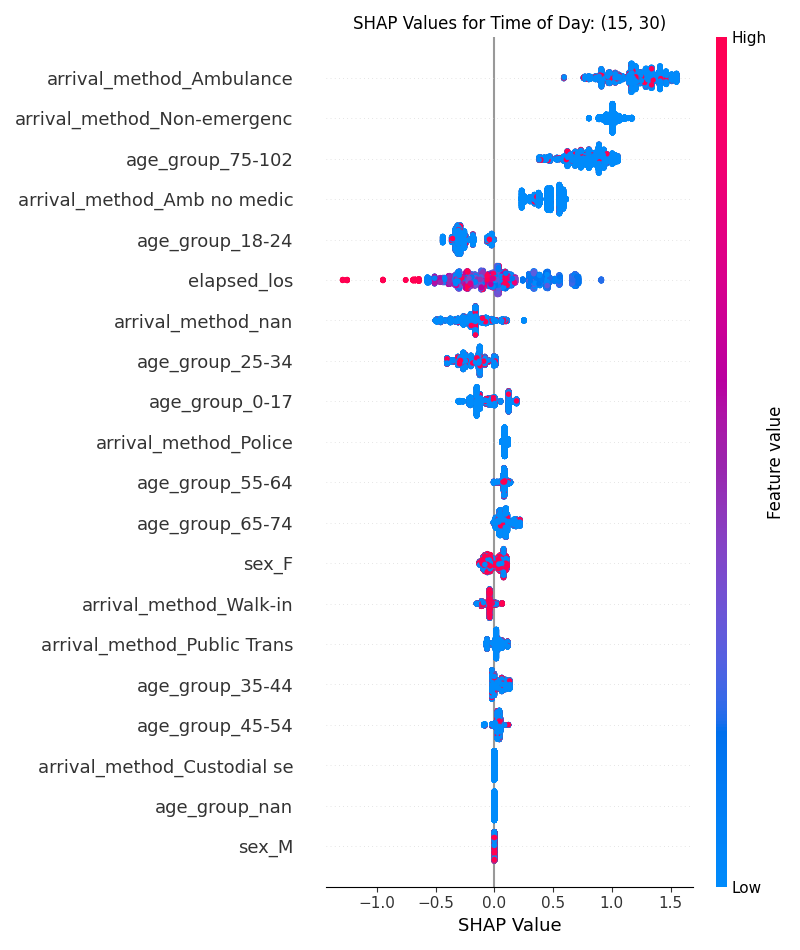 SHAP Values for Time of Day: (15, 30)
High
arrival_method_Ambulance
arrival_method_Non-emergenc
age_group_75-102
arrival_method_Amb no medic
age_group_18-24
elapsed_los
arrival_method_nan
age_group_25-34
age_group_0-17
arrival_method_Police
age_group_55-64
age_group_65-74
sex_F
arrival_method_Walk-in
arrival_method_Public Trans
age_group_35-44
age_group_45-54
arrival_method_Custodial se
age_group_nan
sex_M
Feature value
Low
−1.0 −0.5 0.0 0.5 1.0 1.5
SHAP Value